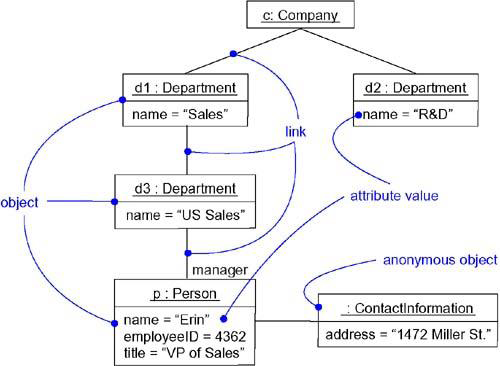 c: Company
d1 : Department
name = “Sales”
d2 : Department
name = “R&D”
link
d3 : Department
name = “US Sales”
object
attribute value
manager
anonymous object
p : Person
name = “Erin”
employeeID = 4362
title = “VP of Sales”
: ContactInformation
address = “1472 Miller St.”